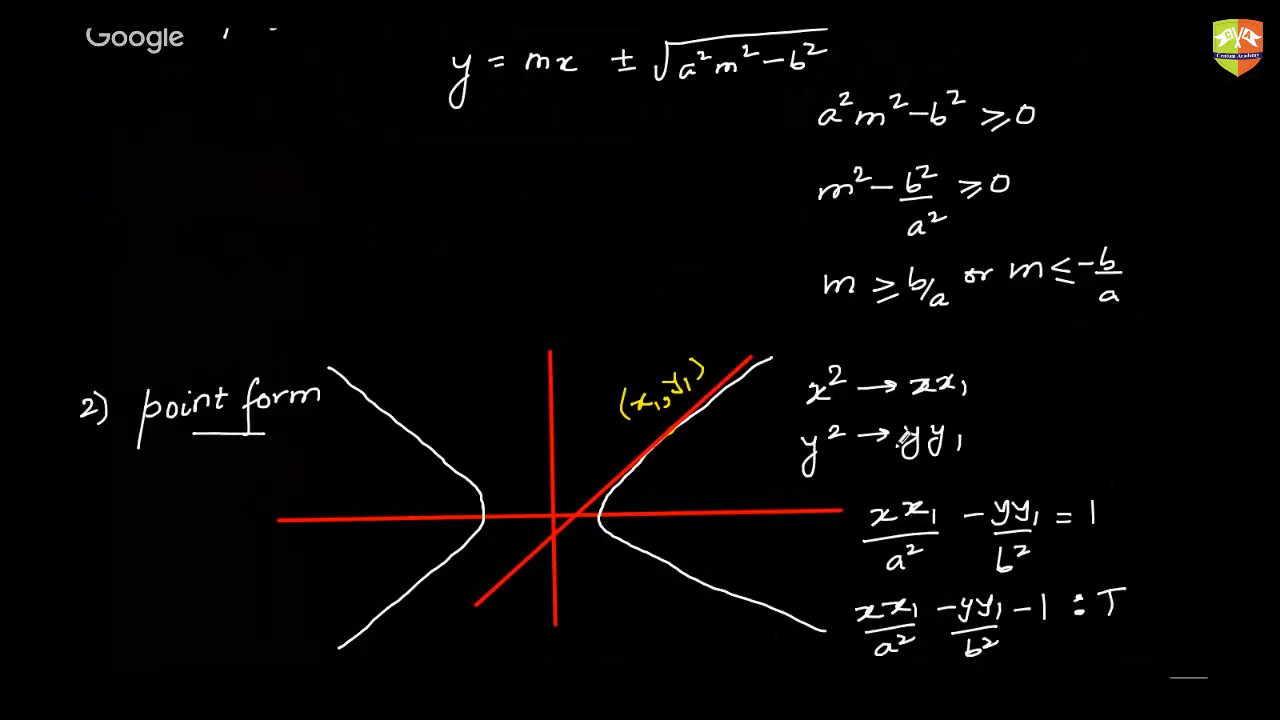 Google
y = mx ± √(a²m² - b²)
a²m² - b² ≥ 0
m² - b²/a² ≥ 0
m ≥ b/a or m ≤ -b/a
2) point form
(x₁, y₁)
x² → xx₁
y² → yy₁
xx₁/a² - yy₁/b² = 1
xx₁/a² - yy₁/b² - 1 : T